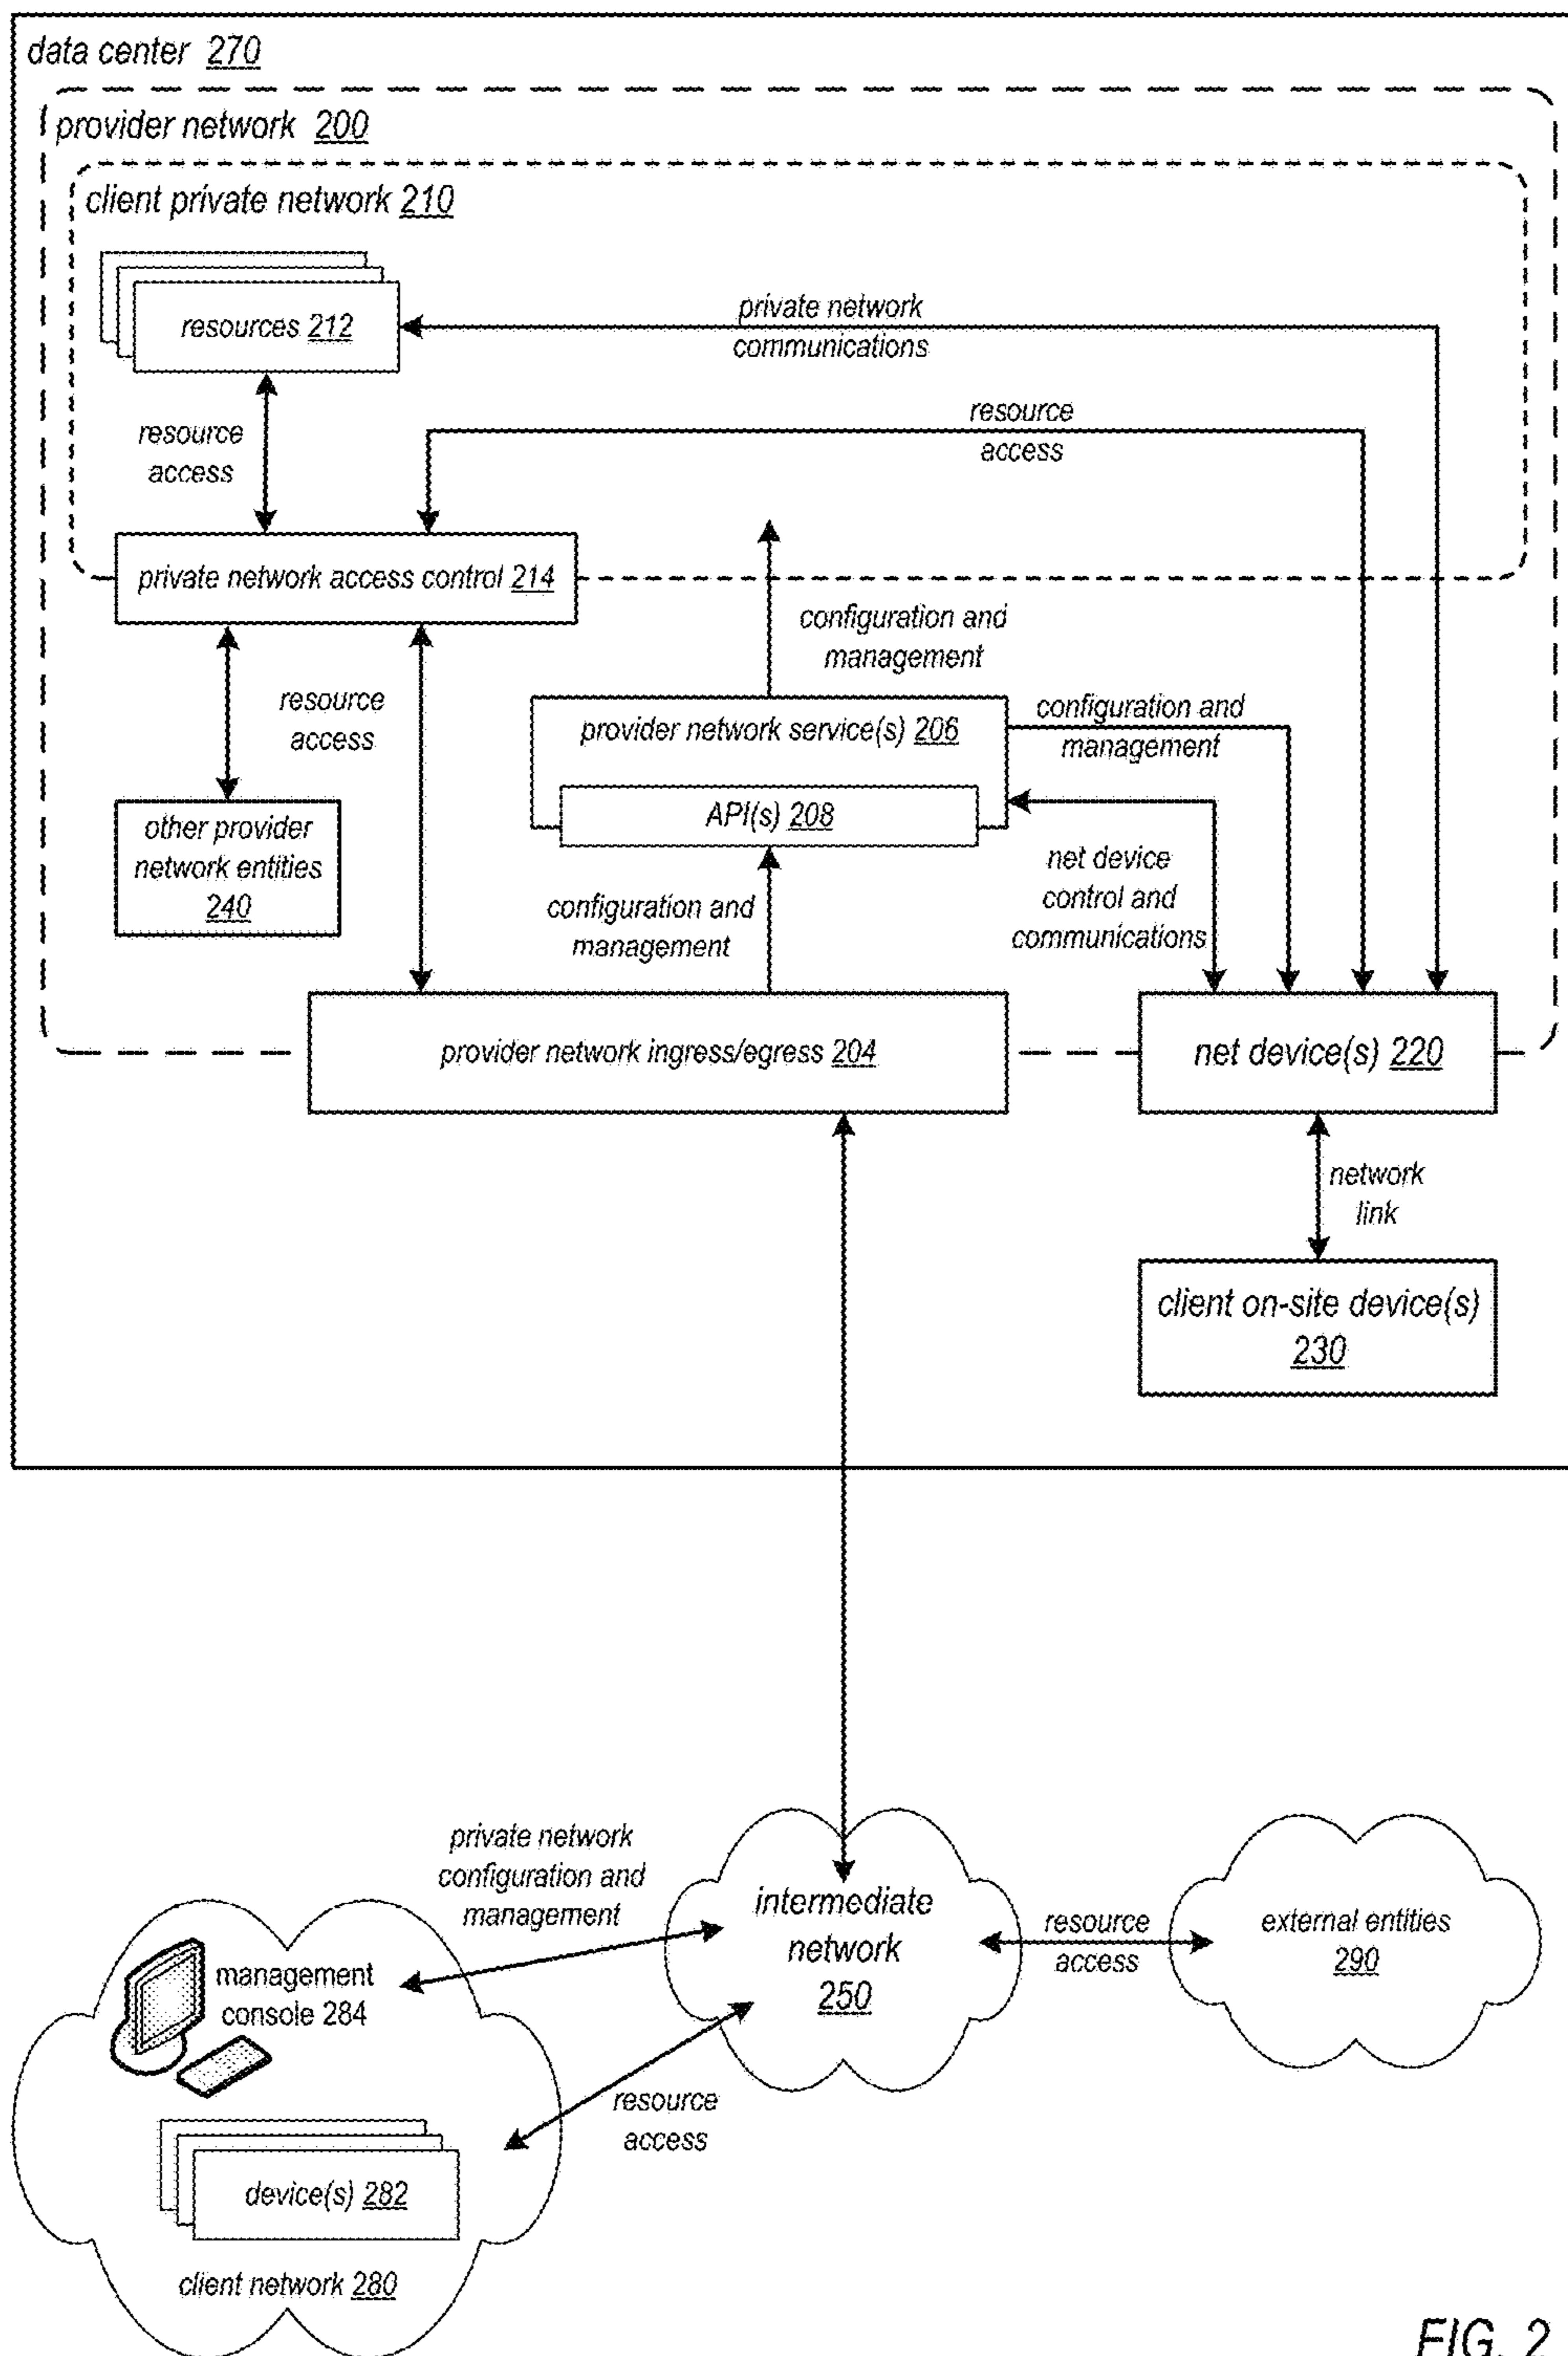 data center 270
provider network 200
client private network 210
resources 212
private network
communications
resource
access
resource
access
private network access control 214
configuration and
management
resource
access
provider network service(s) 206
configuration and
management
API(s) 208
other provider
network entities
240
net device
control and
communications
configuration and
management
provider network ingress/egress 204
net device(s) 220
network
link
client on-site device(s)
230
private network
configuration and
management
intermediate
network
250
resource
access
external entities
290
management
console 284
resource
access
device(s) 282
client network 280
FIG. 2